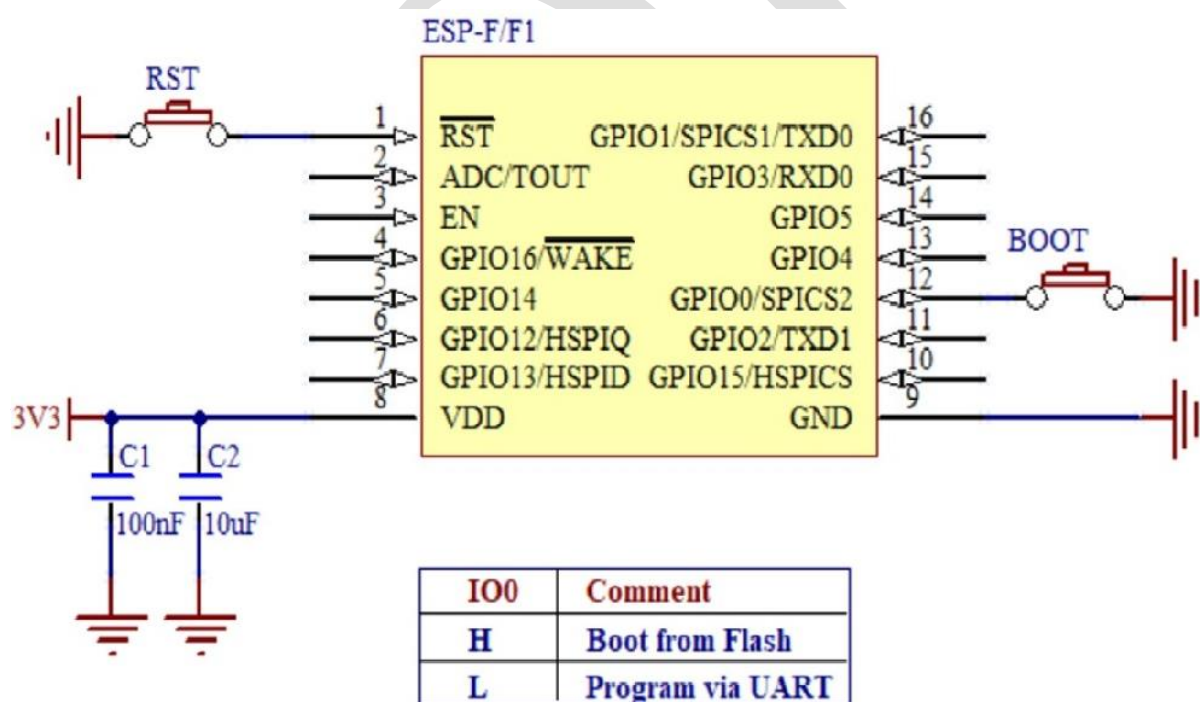 ESP-F/F1
RST
1 RST GPIO1/SPICS1/TXD0 16
2 ADC/TOUT GPIO3/RXD0 15
3 EN GPIO5 14
4 GPIO16/WAKE GPIO4 13
BOOT
5 GPIO14 GPIO0/SPICS2 12
6 GPIO12/HSPIQ GPIO2/TXD1 11
7 GPIO13/HSPID GPIO15/HSPICS 10
3V3 8 VDD GND 9
C1 C2
100nF 10uF
IO0 Comment
H Boot from Flash
L Program via UART